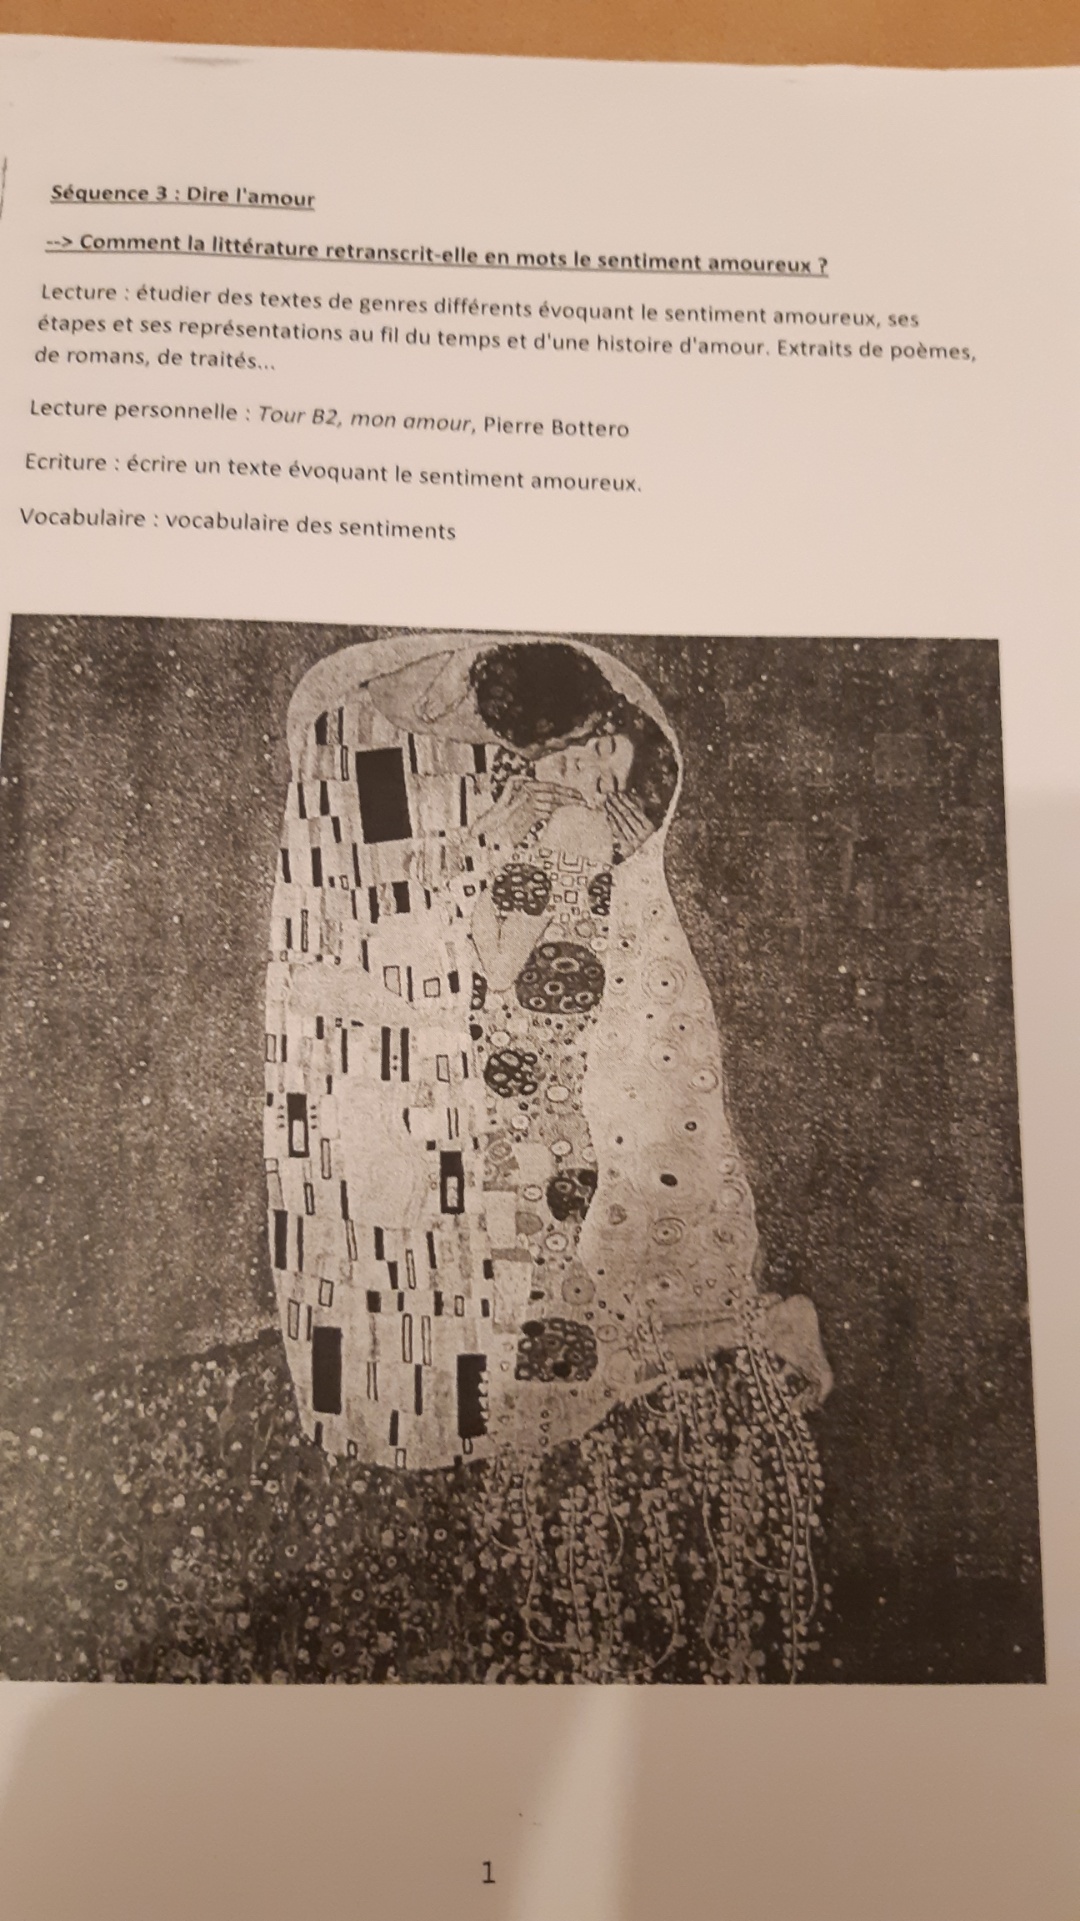 Séquence 3 : Dire l'amour
--> Comment la littérature retranscrit-elle en mots le sentiment amoureux ?
Lecture : étudier des textes de genres différents évoquant le sentiment amoureux, ses
étapes et ses représentations au fil du temps et d'une histoire d'amour. Extraits de poèmes,
de romans, de traités...
Lecture personnelle : Tour B2, mon amour, Pierre Bottero
Ecriture : écrire un texte évoquant le sentiment amoureux.
Vocabulaire : vocabulaire des sentiments
1